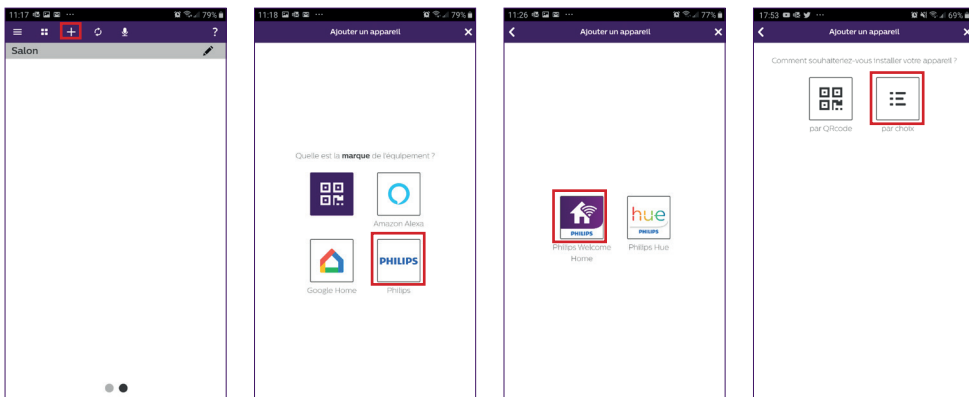 11:17 ··· 79%
?
Salon
11:18 ··· 79%
Ajouter un appareil ×
Quelle est la marque de l'équipement ?
Amazon Alexa
PHILIPS
Google Home Philips
11:26 ··· 77%
Ajouter un appareil ×
hue
PHILIPS PHILIPS
Philips Welcome Philips Hue
Home
17:53 ··· 69%
Ajouter un appareil ×
Comment souhaitenez-vous installer votre appareil ?
par QRcode par choix